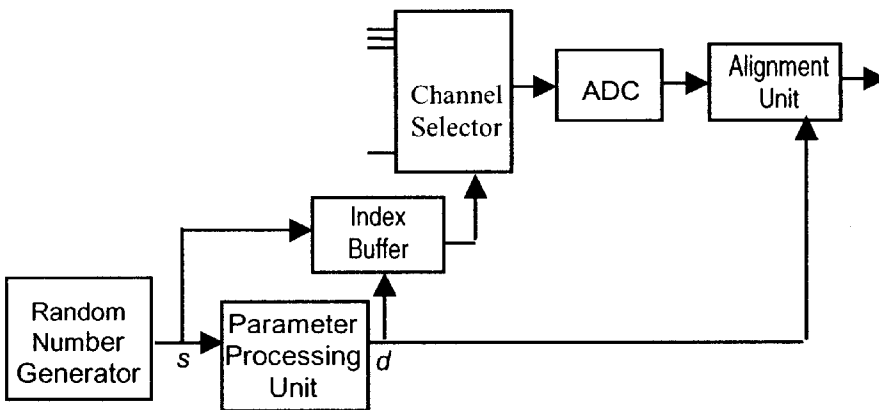 Channel
Selector
ADC
Alignment
Unit
Index
Buffer
Random
Number
Generator
s
Parameter
Processing
Unit
d